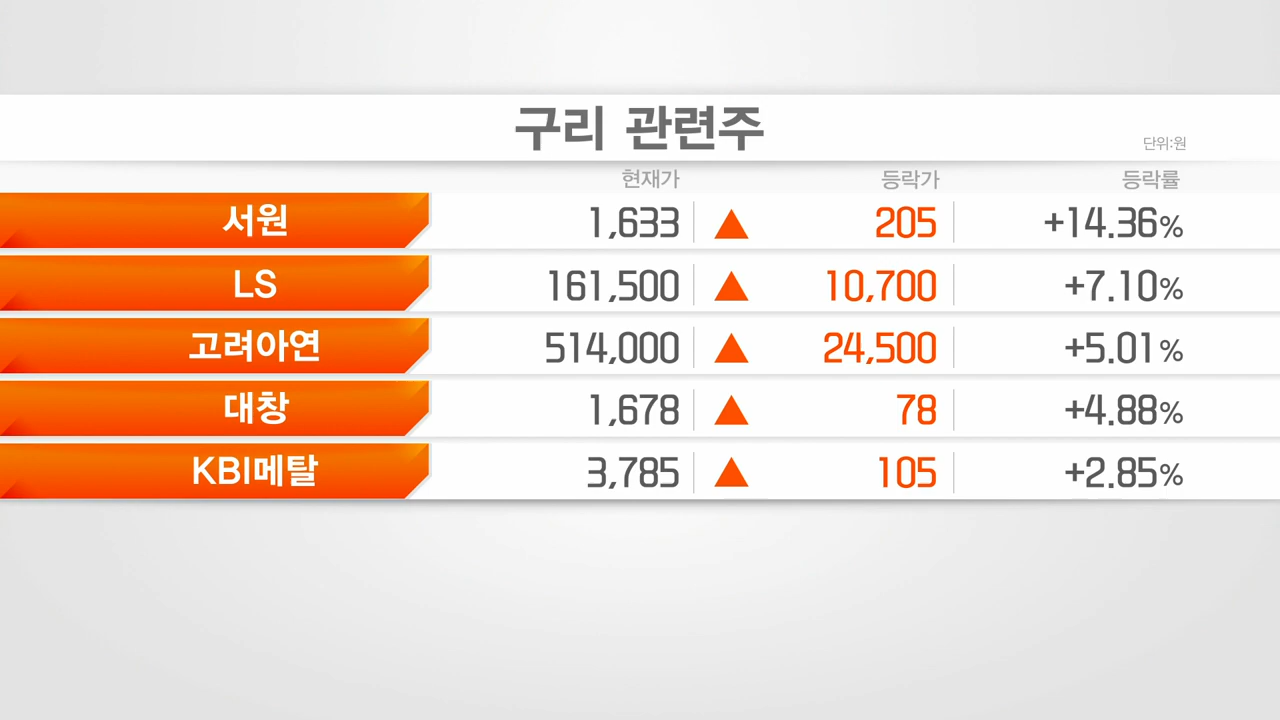 구리 관련주
단위:원
현재가 등락가 등락률
서원 1,633 ▲ 205 +14.36%
LS 161,500 ▲ 10,700 +7.10%
고려아연 514,000 ▲ 24,500 +5.01%
대창 1,678 ▲ 78 +4.88%
KBI메탈 3,785 ▲ 105 +2.85%